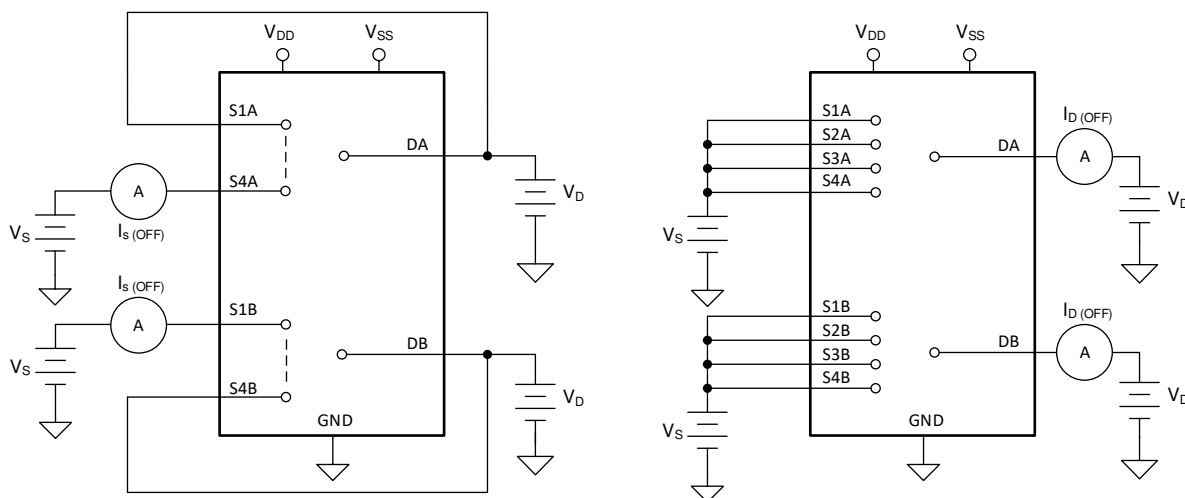 VDD
VSS
S1A
DA
A
S4A
VS
Is (OFF)
VD
Is (OFF)
A
S1B
VS
DB
S4B
VD
GND
VDD
VSS
S1A
S2A
S3A
S4A
DA
ID (OFF)
A
VS
VD
S1B
S2B
S3B
S4B
DB
ID (OFF)
A
VS
VD
GND